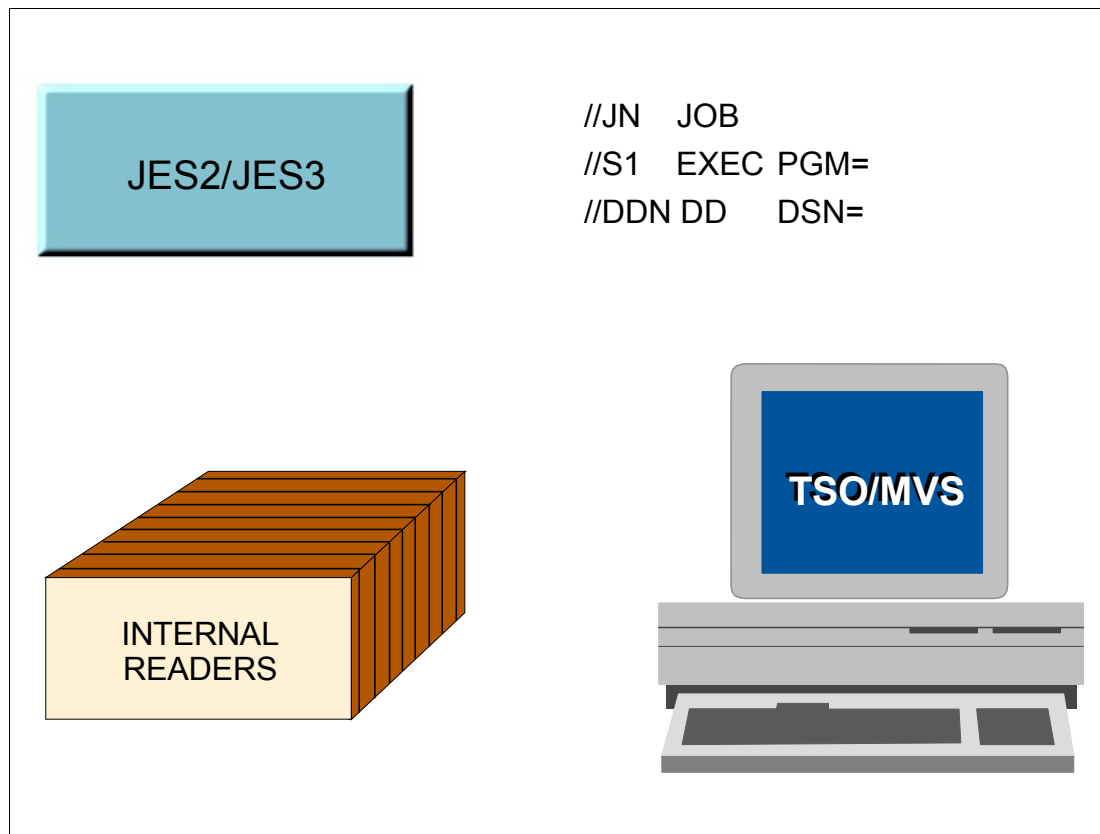 JES2/JES3
//JN JOB
//S1 EXEC PGM=
//DDN DD DSN=
TSO/MVS
INTERNAL
READERS